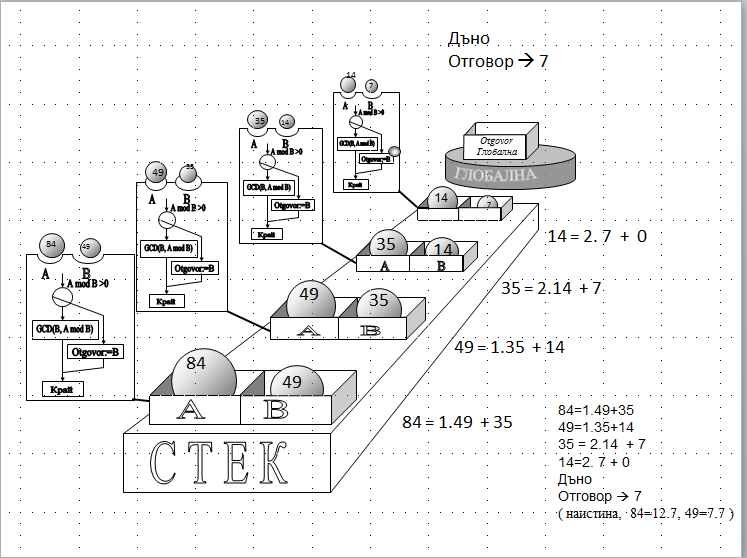 Дъно
Отговор → 7
14
7
A
B
A mod B >0
GCD(B, A mod B)
Otgovor:=B
Край
35
14
A
B
A mod B >0
GCD(B, A mod B)
Otgovor:=B
Край
49
35
A
B
A mod B >0
GCD(B, A mod B)
Otgovor:=B
Край
84
49
A
B
A mod B >0
GCD(B, A mod B)
Otgovor:=B
Край
Otgovor
Глобална
ГЛОБАЛНА
14
7
35
14
A
B
49
35
A
B
84
49
A
B
СТЕК
14 = 2. 7 + 0
35 = 2.14 + 7
49 = 1.35 + 14
84 = 1.49 + 35
84=1.49+35
49=1.35+14
35 = 2.14 + 7
14=2. 7 + 0
Дъно
Отговор → 7
( наистина, 84=12.7, 49=7.7 )